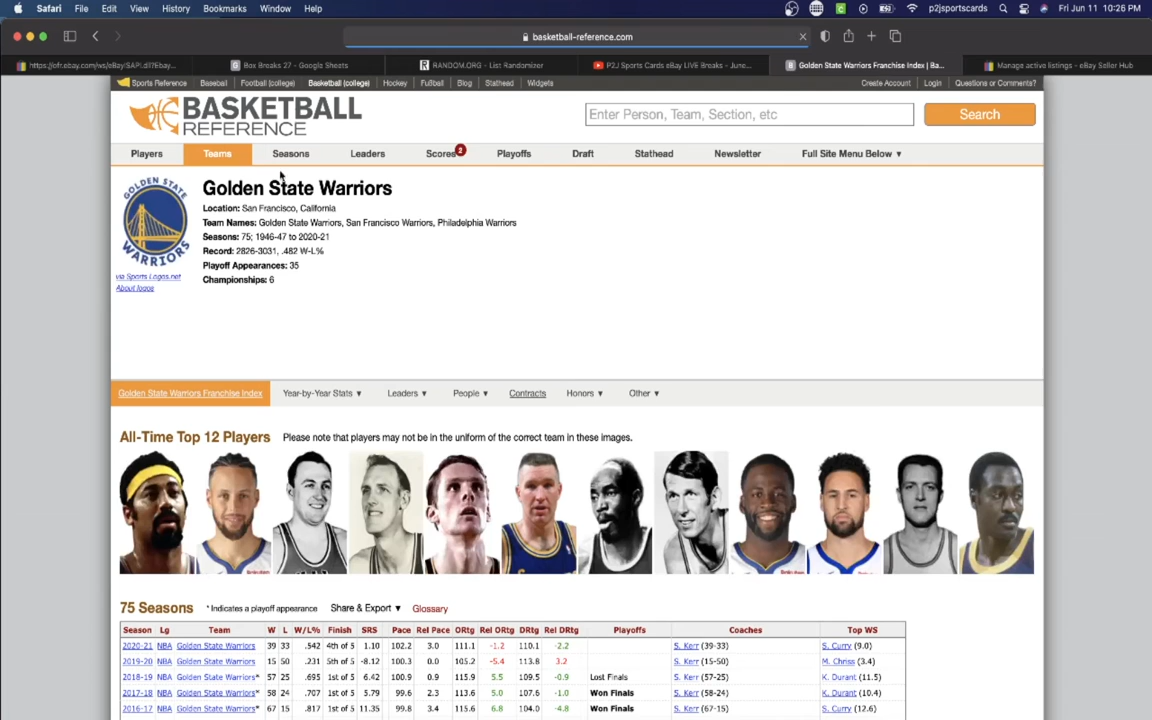 Safari File Edit View History Bookmarks Window Help p2jsportscards Fri Jun 11 10:26 PM
basketball-reference.com
https://ofr.ebay.com/ws/eBayISAPI.dll?Ebay... Box Breaks 27 - Google Sheets RANDOM.ORG - List Randomizer P2J Sports Cards eBay LIVE Breaks - June... Golden State Warriors Franchise Index | Ba... Manage active listings - eBay Seller Hub
Sports Reference Baseball Football (college) Basketball (college) Hockey Fußball Blog Stathead Widgets Create Account Login Questions or Comments?
BASKETBALL
REFERENCE
Enter Person, Team, Section, etc Search
Players Teams Seasons Leaders Scores 2 Playoffs Draft Stathead Newsletter Full Site Menu Below ▼
GOLDEN STATE
WARRIORS
Golden State Warriors
Location: San Francisco, California
Team Names: Golden State Warriors, San Francisco Warriors, Philadelphia Warriors
Seasons: 75; 1946-47 to 2020-21
Record: 2826-3031, .482 W-L%
Playoff Appearances: 35
Championships: 6
via Sports Logos.net
About logos
Golden State Warriors Franchise Index Year-by-Year Stats ▼ Leaders ▼ People ▼ Contracts Honors ▼ Other ▼
All-Time Top 12 Players Please note that players may not be in the uniform of the correct team in these images.
75 Seasons * Indicates a playoff appearance Share & Export ▼ Glossary
Season Lg Team W L W/L% Finish SRS Pace Rel Pace ORtg Rel ORtg DRtg Rel DRtg Playoffs Coaches Top WS
2020-21 NBA Golden State Warriors 39 33 .542 4th of 5 1.10 102.2 3.0 111.1 -1.2 110.1 -2.2 S. Kerr (39-33) S. Curry (9.0)
2019-20 NBA Golden State Warriors 15 50 .231 5th of 5 -8.12 100.3 0.0 105.2 -5.4 113.8 3.2 S. Kerr (15-50) M. Chriss (3.4)
2018-19 NBA Golden State Warriors* 57 25 .695 1st of 5 6.42 100.9 0.9 115.9 5.5 109.5 -0.9 Lost Finals S. Kerr (57-25) K. Durant (11.5)
2017-18 NBA Golden State Warriors* 58 24 .707 1st of 5 5.79 99.6 2.3 113.6 5.0 107.6 -1.0 Won Finals S. Kerr (58-24) K. Durant (10.4)
2016-17 NBA Golden State Warriors* 67 15 .817 1st of 5 11.35 99.8 3.4 115.6 6.8 104.0 -4.8 Won Finals S. Kerr (67-15) S. Curry (12.6)